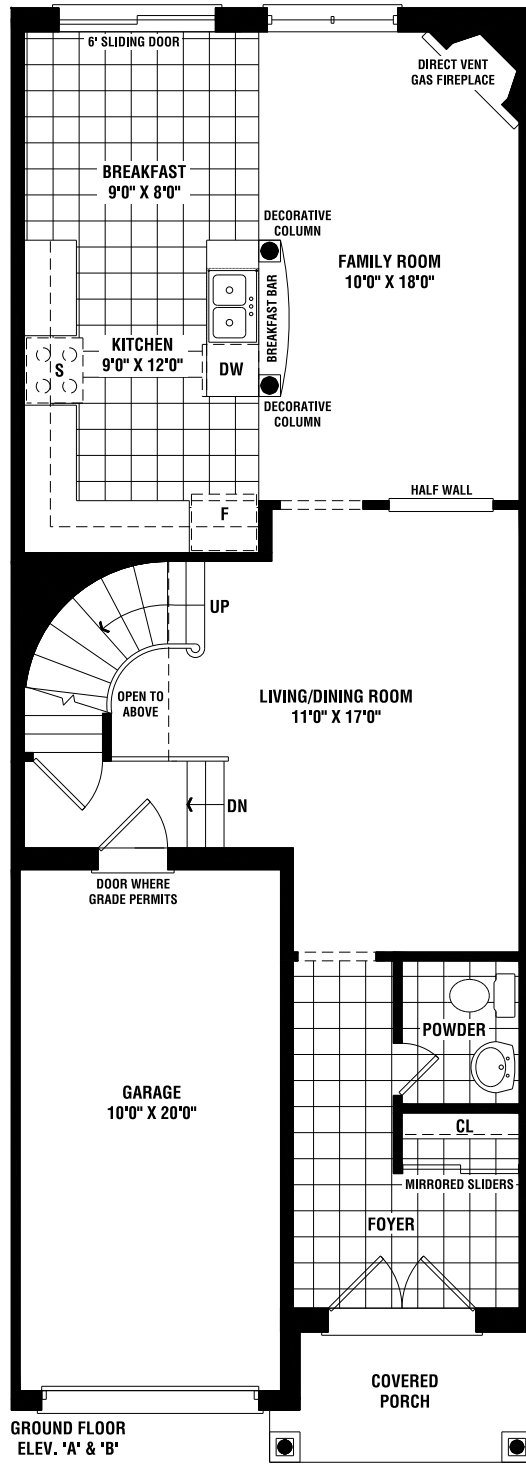 6' SLIDING DOOR
DIRECT VENT
GAS FIREPLACE
BREAKFAST
9'0" X 8'0"
DECORATIVE
COLUMN
FAMILY ROOM
10'0" X 18'0"
BREAKFAST BAR
KITCHEN
9'0" X 12'0"
S
DW
DECORATIVE
COLUMN
HALF WALL
F
UP
OPEN TO
ABOVE
LIVING/DINING ROOM
11'0" X 17'0"
DN
DOOR WHERE
GRADE PERMITS
POWDER
GARAGE
10'0" X 20'0"
CL
MIRRORED SLIDERS
FOYER
COVERED
PORCH
GROUND FLOOR
ELEV. 'A' & 'B'